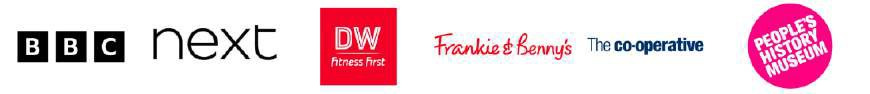 BBC
next
DW
Fitness First
Frankie & Benny's
The co-operative
PEOPLE'S
HISTORY
MUSEUM